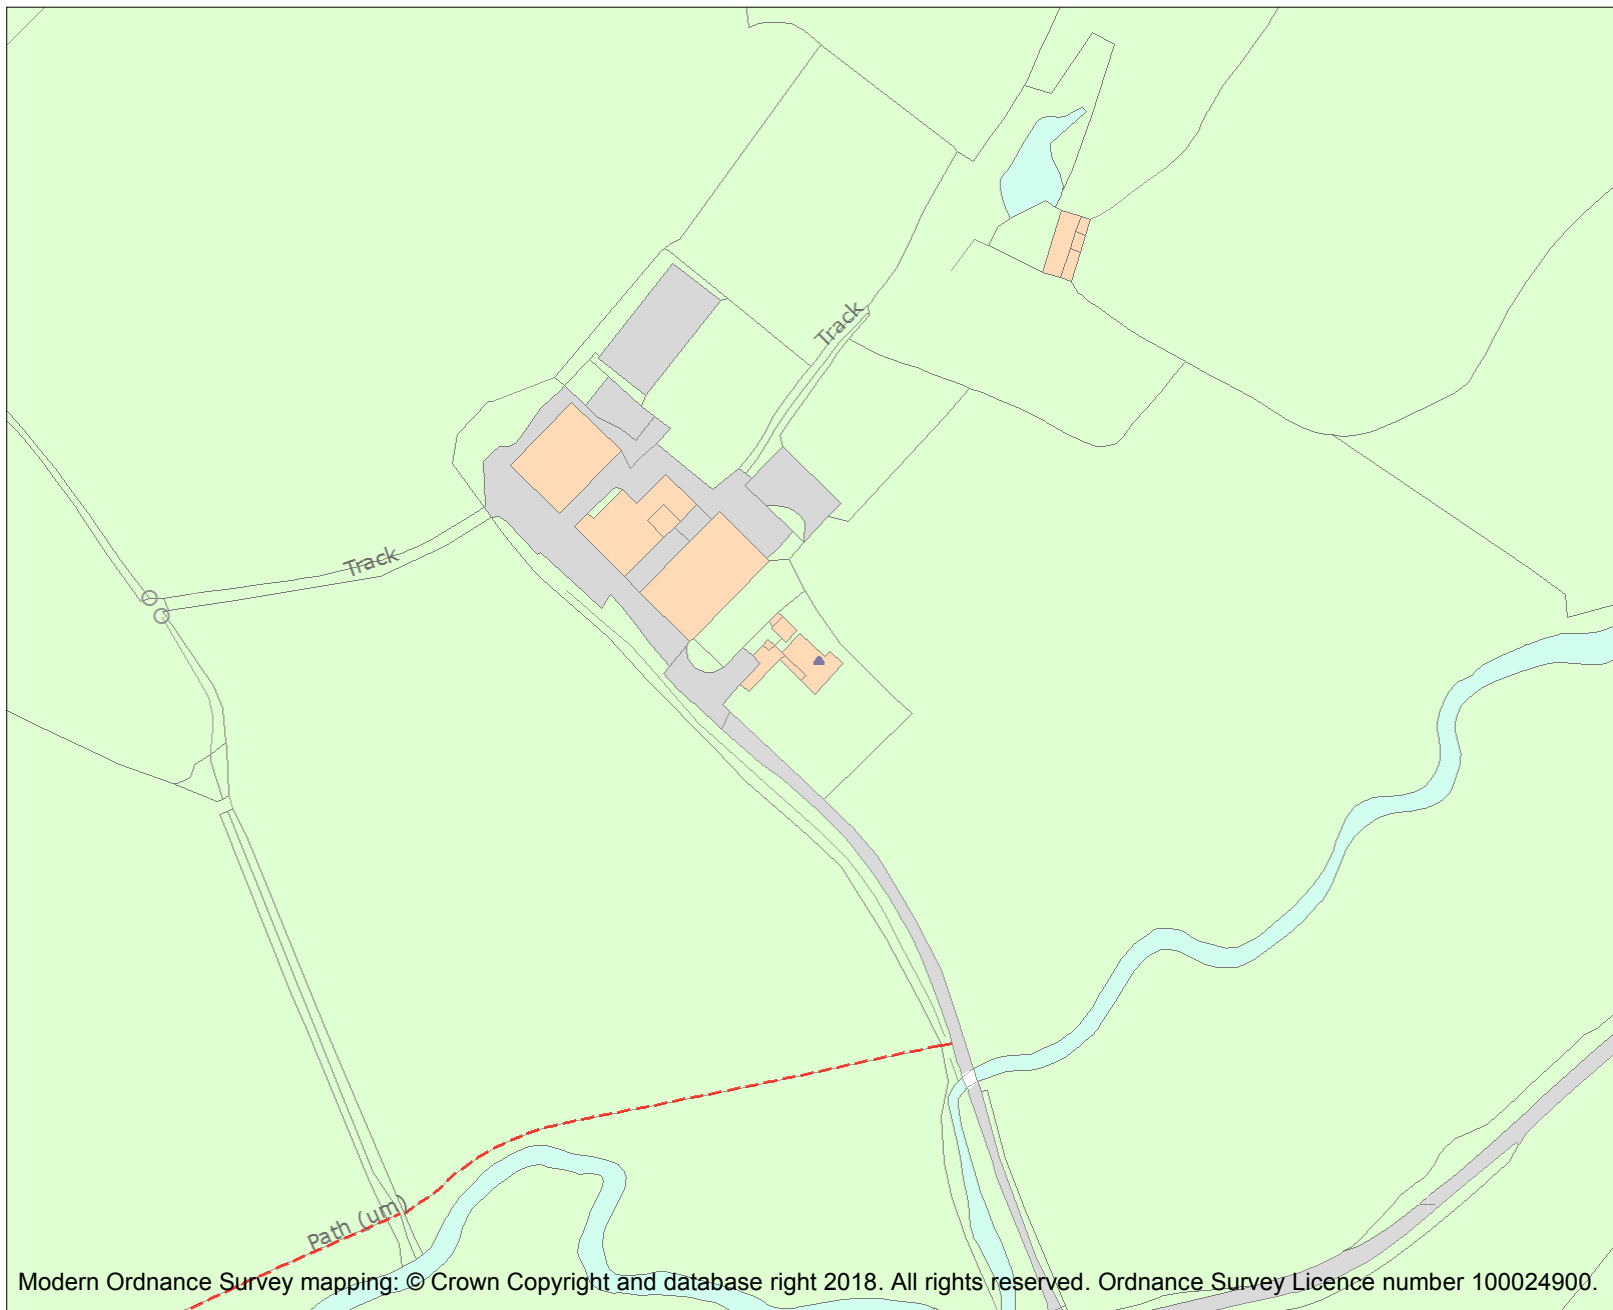 Track
Track
Path (um)
Modern Ordnance Survey mapping: © Crown Copyright and database right 2018. All rights reserved. Ordnance Survey Licence number 100024900.